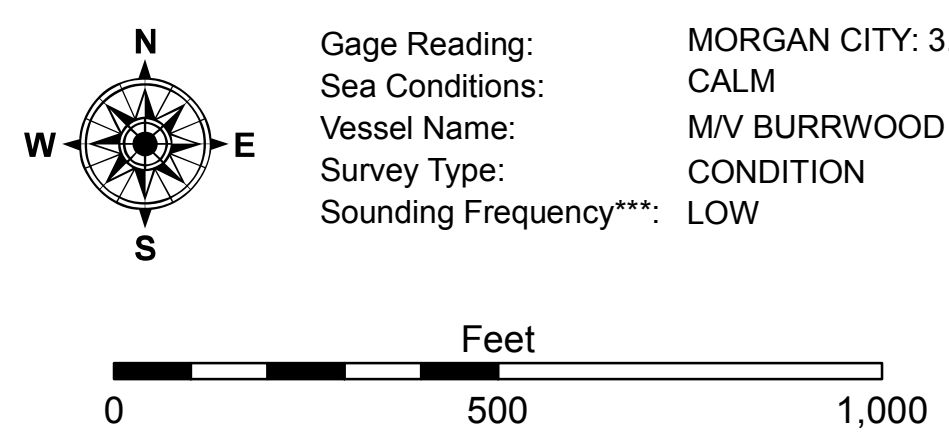 N
W E
S
Gage Reading: MORGAN CITY: 3.
Sea Conditions: CALM
Vessel Name: M/V BURRWOOD
Survey Type: CONDITION
Sounding Frequency***: LOW
Feet
0 500 1,000